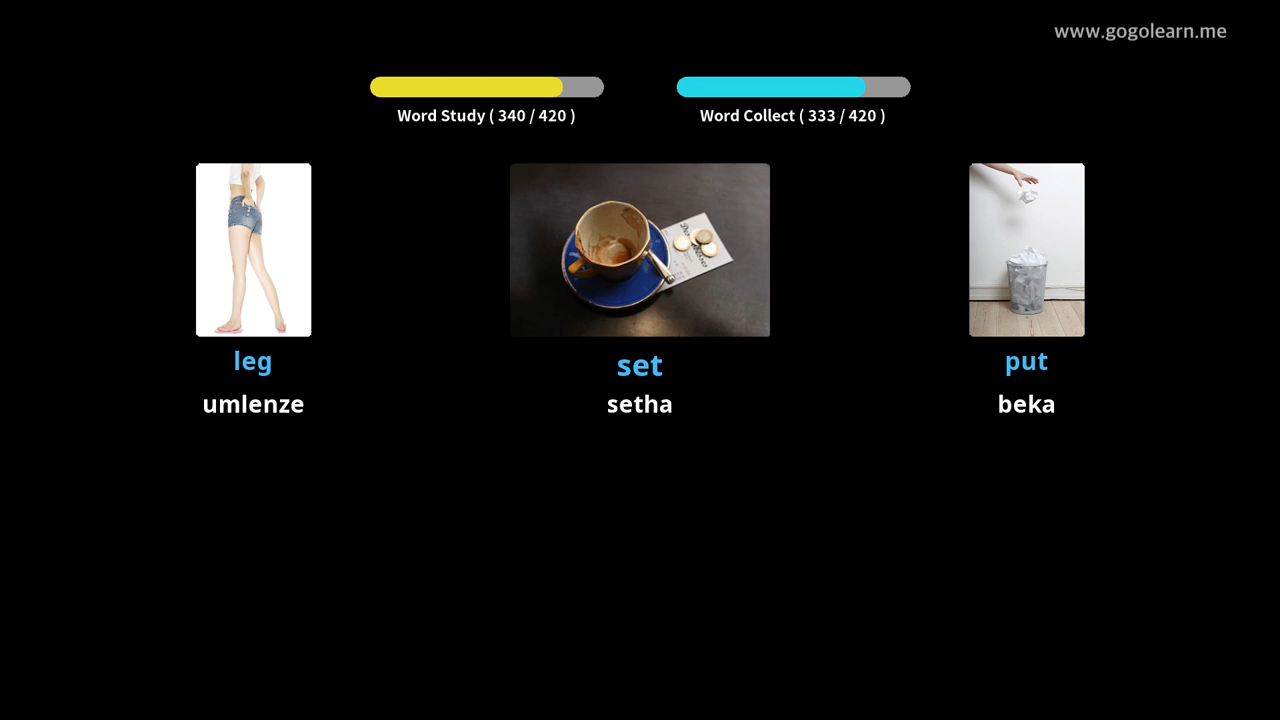 www.gogolearn.me
Word Study ( 340 / 420 )
Word Collect ( 333 / 420 )
leg
set
put
umlenze
setha
beka